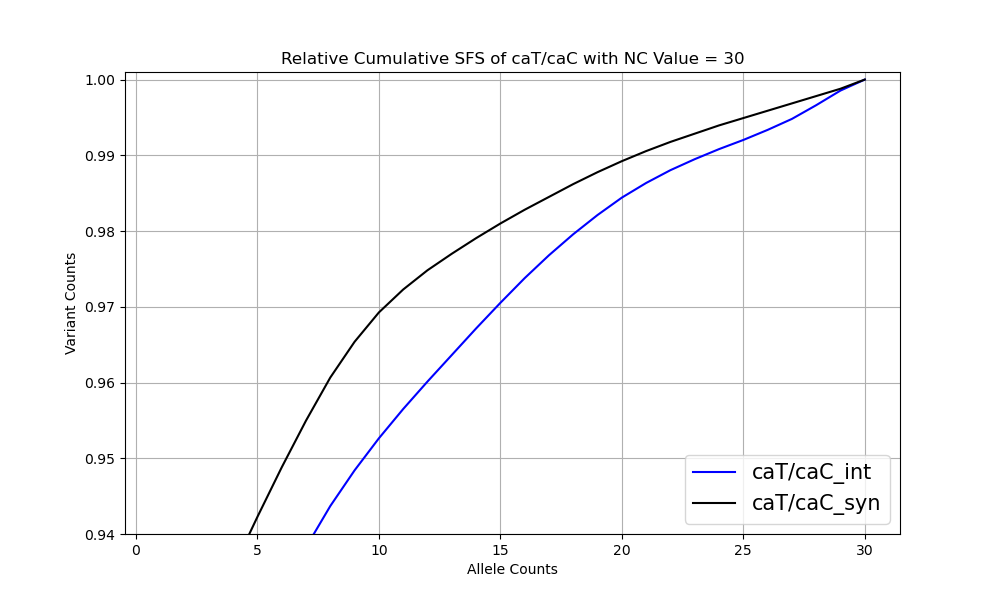 Relative Cumulative SFS of caT/caC with NC Value = 30
Variant Counts
1.00
0.99
0.98
0.97
0.96
0.95
0.94
0 5 10 15 20 25 30
Allele Counts
caT/caC_int
caT/caC_syn